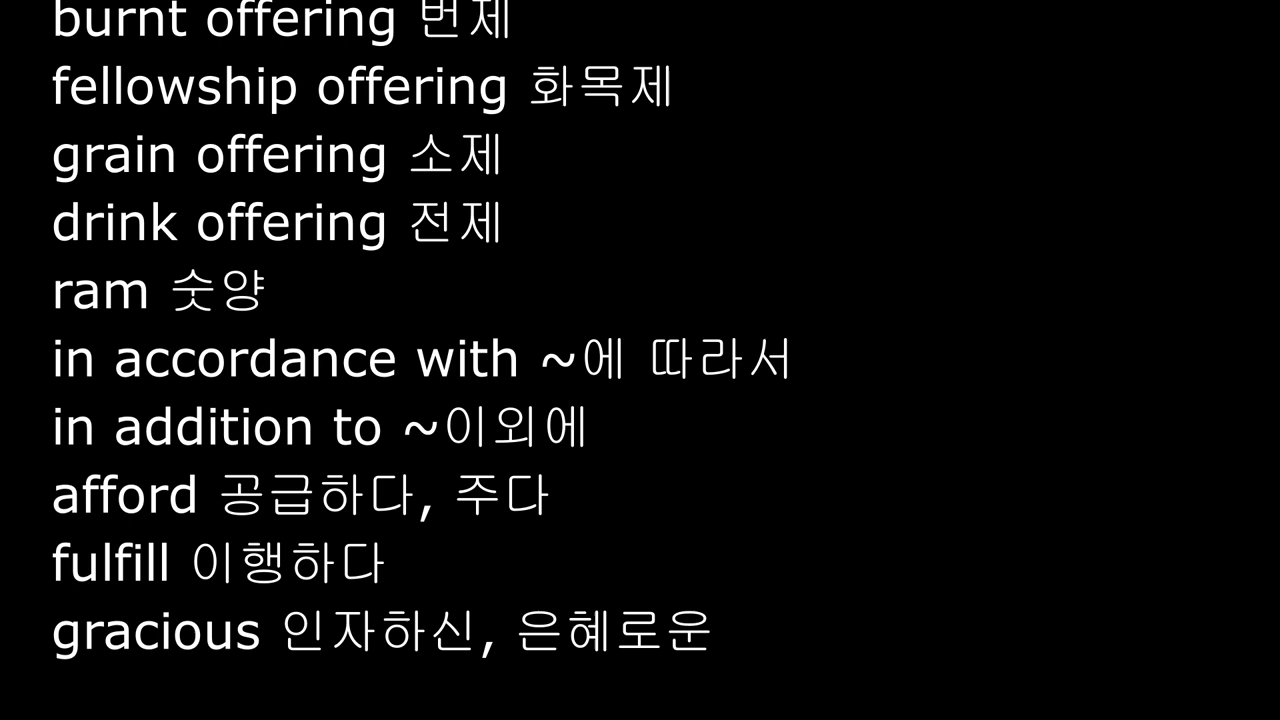 burnt offering 번제
fellowship offering 화목제
grain offering 소제
drink offering 전제
ram 숫양
in accordance with ~에 따라서
in addition to ~이외에
afford 공급하다, 주다
fulfill 이행하다
gracious 인자하신, 은혜로운